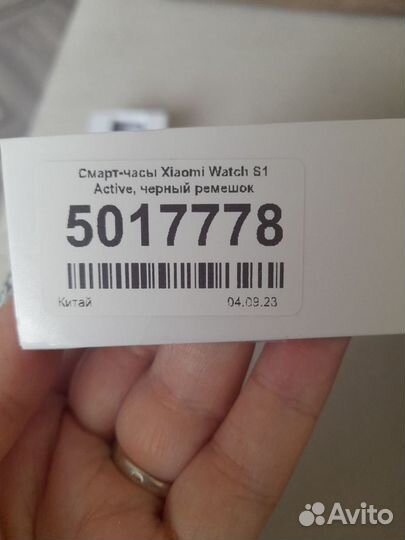 Смарт-часы Xiaomi Watch S1
Active, черный ремешок
5017778
Китай 04.09.23
Avito